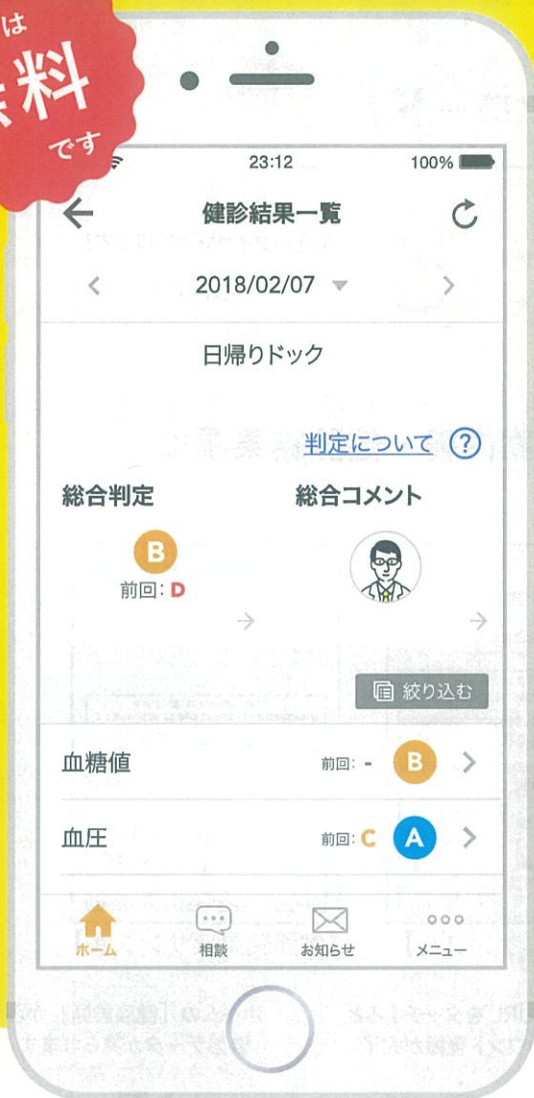 は
料
です
23:12
100%
健診結果一覧
2018/02/07
日帰りドック
判定について ?
総合判定
総合コメント
B
前回: D
絞り込む
血糖値 前回: - B
血圧 前回: C A
ホーム 相談 お知らせ メニュー